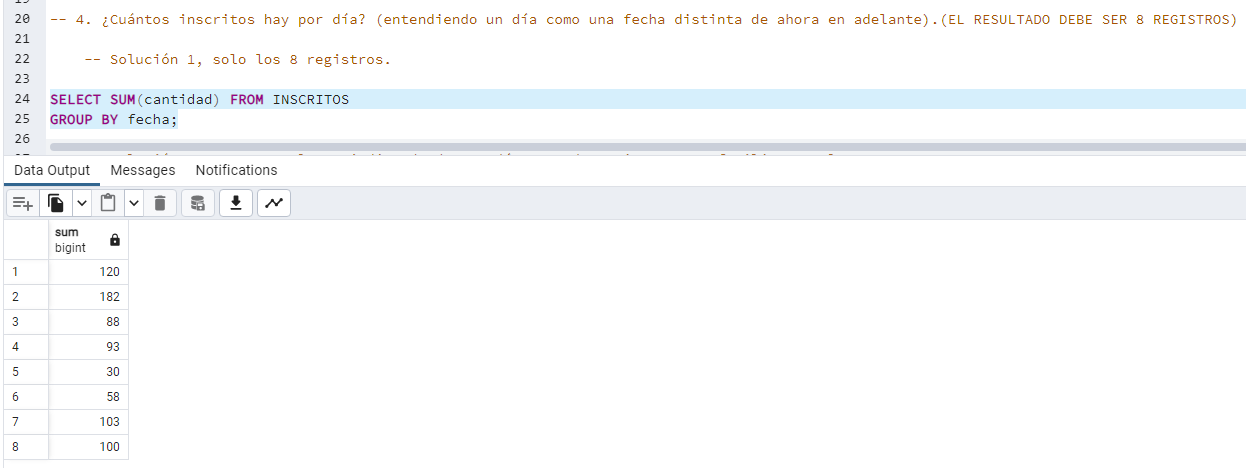 19
20 -- 4. ¿Cuántos inscritos hay por día? (entendiendo un día como una fecha distinta de ahora en adelante).(EL RESULTADO DEBE SER 8 REGISTROS)
21
22 -- Solución 1, solo los 8 registros.
23
24 SELECT SUM(cantidad) FROM INSCRITOS
25 GROUP BY fecha;
26
Data Output Messages Notifications
sum
bigint
1 120
2 182
3 88
4 93
5 30
6 58
7 103
8 100